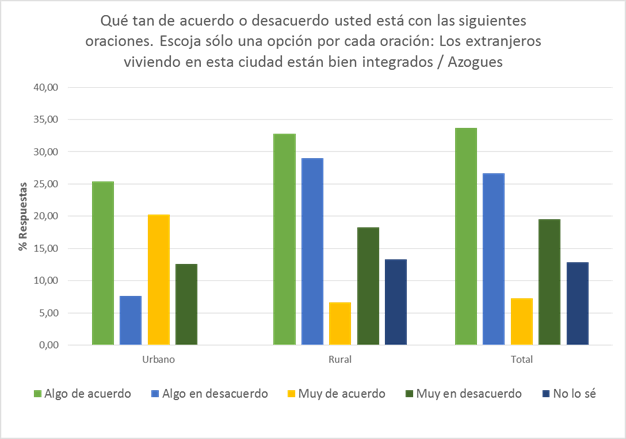 Qué tan de acuerdo o desacuerdo usted está con las siguientes
oraciones. Escoja sólo una opción por cada oración: Los extranjeros
viviendo en esta ciudad están bien integrados / Azogues
40,00
35,00
30,00
25,00
20,00
15,00
10,00
5,00
0,00
% Respuestas
Urbano Rural Total
Algo de acuerdo Algo en desacuerdo Muy de acuerdo Muy en desacuerdo No lo sé